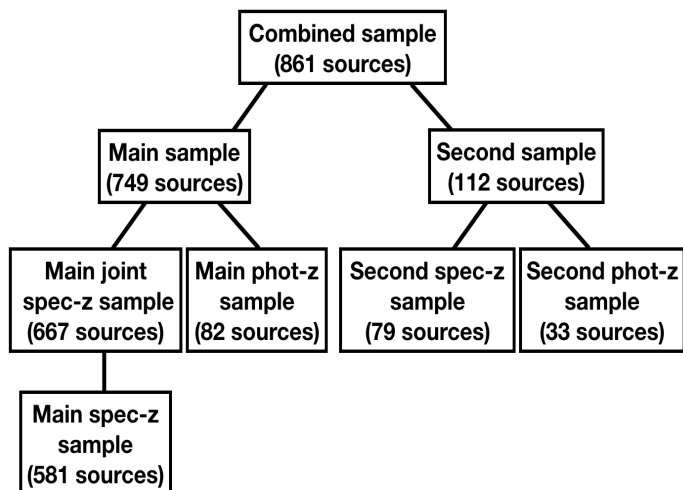 Combined sample
(861 sources)
Main sample
(749 sources)
Second sample
(112 sources)
Main joint
spec-z sample
(667 sources)
Main phot-z
sample
(82 sources)
Second spec-z
sample
(79 sources)
Second phot-z
sample
(33 sources)
Main spec-z
sample
(581 sources)